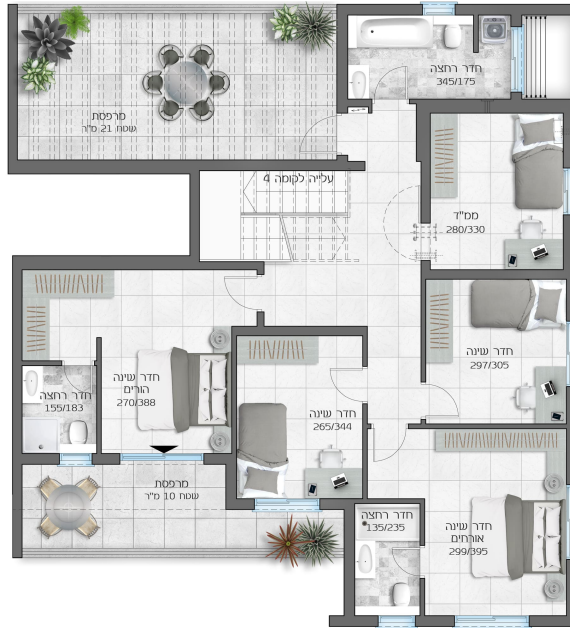 חדר רחצה
345/175
מרפסת
שטח 21 מ"ר
עלייה לקומה 4
ממ"ד
280/330
חדר שינה
297/305
חדר שינה
הורים
270/388
חדר רחצה
155/183
חדר שינה
265/344
מרפסת
שטח 10 מ"ר
חדר רחצה
135/235
חדר שינה
אורחים
299/395